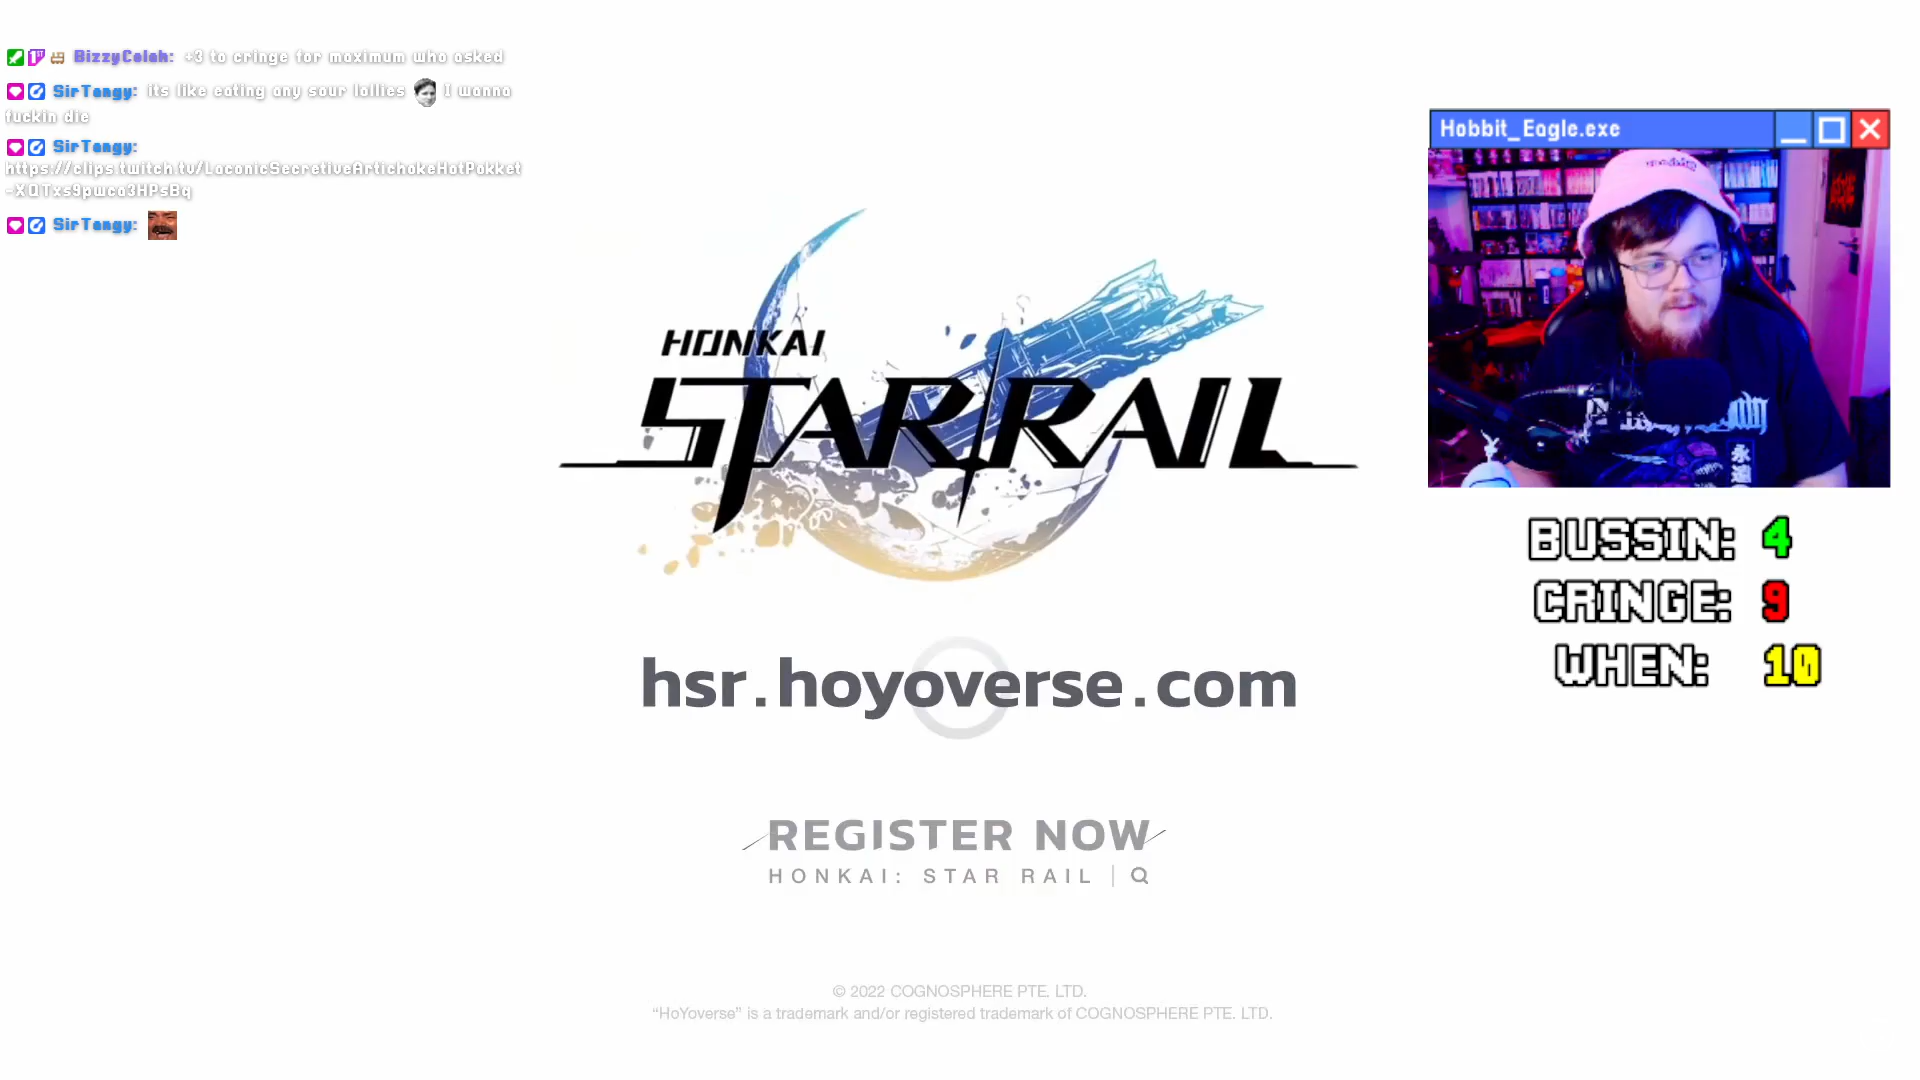 BizzyColah: +3 to cringe for maximum who asked
SirTangy: its like eating any sour lollies I wanna
fuckin die
SirTangy:
https://clips.twitch.tv/LaconicSecretiveArtichokeHotPokket
SirTangy:
Hobbit_Eagle.exe
HONKAI
STAR RAIL
BUSSIN: 4
CRINGE: 9
WHEN: 10
hsr.hoyoverse.com
REGISTER NOW
HONKAI: STAR RAIL
© 2022 COGNOSPHERE PTE. LTD.
“HoYoverse” is a trademark and/or registered trademark of COGNOSPHERE PTE. LTD.